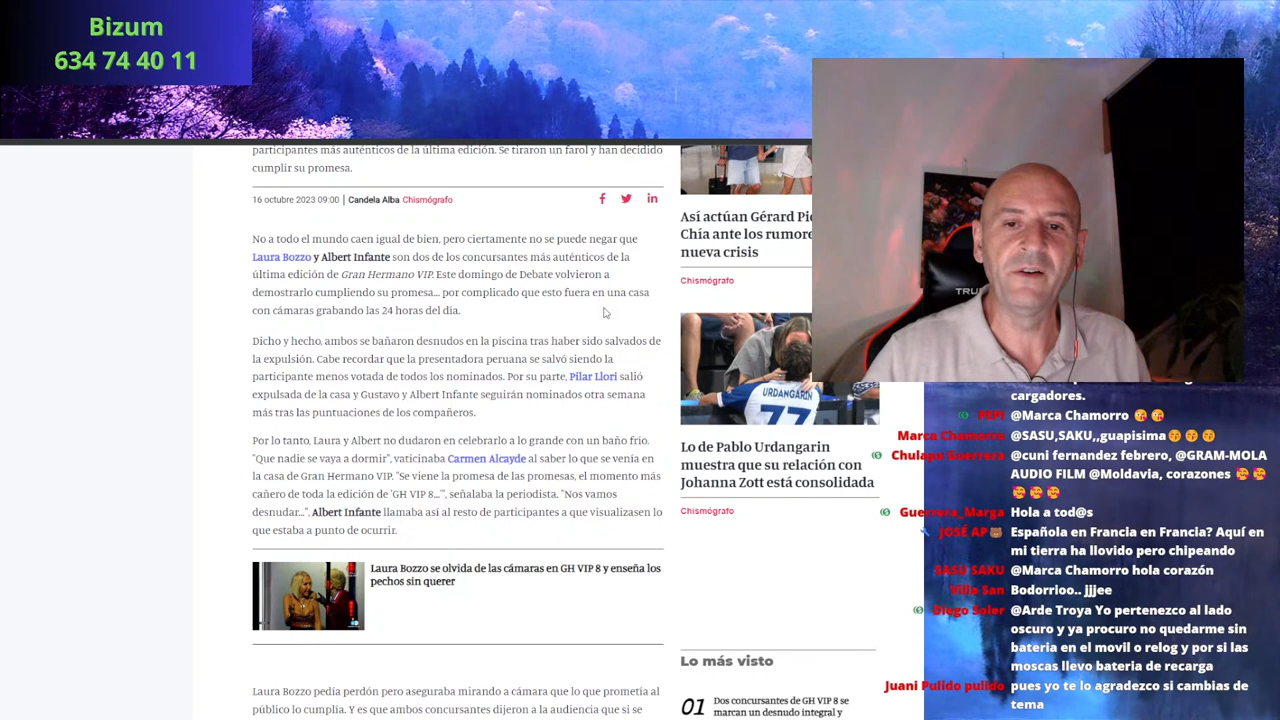 Bizum
634 74 40 11
participantes más auténticos de la última edición. Se tiraron un farol y han decidido
cumplir su promesa.
16 octubre 2023 09:00 | Candela Alba Chismógrafo
No a todo el mundo caen igual de bien, pero ciertamente no se puede negar que
Laura Bozzo y Albert Infante son dos de los concursantes más auténticos de la
última edición de Gran Hermano VIP. Este domingo de Debate volvieron a
demostrarlo cumpliendo su promesa... por complicado que esto fuera en una casa
con cámaras grabando las 24 horas del día.
Dicho y hecho, ambos se bañaron desnudos en la piscina tras haber sido salvados de
la expulsión. Cabe recordar que la presentadora peruana se salvó siendo la
participante menos votada de todos los nominados. Por su parte, Pilar Llori salió
expulsada de la casa y Gustavo y Albert Infante seguirán nominados otra semana
más tras las puntuaciones de los compañeros.
Por lo tanto, Laura y Albert no dudaron en celebrarlo a lo grande con un baño frío.
"Que nadie se vaya a dormir", vaticinaba Carmen Alcayde al saber lo que se venía en
la casa de Gran Hermano VIP. "Se viene la promesa de las promesas, el momento más
cañero de toda la edición de 'GH VIP 8...'", señalaba la periodista. "Nos vamos
desnudar...", Albert Infante llamaba así al resto de participantes a que visualizasen lo
que estaba a punto de ocurrir.
Laura Bozzo se olvida de las cámaras en GH VIP 8 y enseña los
pechos sin querer
Laura Bozzo pedía perdón pero aseguraba mirando a cámara que lo que prometía al
público lo cumplía. Y es que ambos concursantes dijeron a la audiencia que si se
Así actúan Gérard
Chía ante los
nueva crisis
Chismógrafo
URDANGARIN
77
Lo de Pablo Urdangarin
muestra que su relación con
Johanna Zott está consolidada
Chismógrafo
Lo más visto
01 Dos concursantes de GH VIP 8 se
marcan un desnudo integral y
TRU
cargadores.
PEPI @Marca Chamorro 😘😘
Marca Chamorro @SASU,SAKU,,guapisima😚😚😚
Chulapa Guerrera @cuni fernandez febrero, @GRAM-MOLA
AUDIO FILM @Moldavia, corazones 🥰🥰
🥰🥰🥰
Guerrera_Marga Hola a tod@s
JOSÉ AP🐻 Española en Francia en Francia? Aquí en
mi tierra ha llovido pero chipeando
SASU SAKU @Marca Chamorro hola corazón
Villa San Bodorrioo.. jjjee
Diego Soler @Arde Troya Yo pertenezco al lado
oscuro y ya procuro no quedarme sin
bateria en el movil o relog y por si las
moscas llevo bateria de recarga
Juani Pulido pulido pues yo te lo agradezco si cambias de
tema